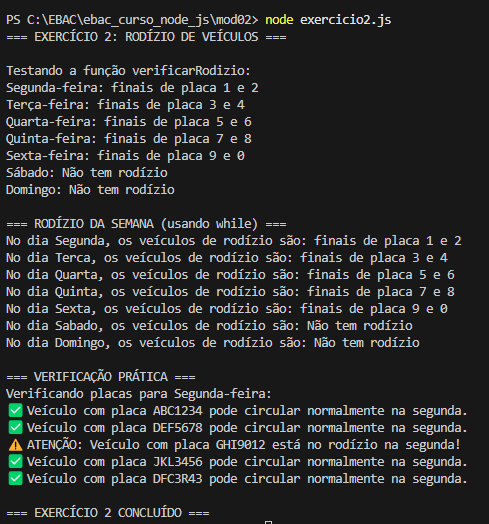 PS C:\EBAC\ebac_curso_node_js\mod02> node exercicio2.js
=== EXERCÍCIO 2: RODÍZIO DE VEÍCULOS ===
Testando a função verificarRodizio:
Segunda-feira: finais de placa 1 e 2
Terça-feira: finais de placa 3 e 4
Quarta-feira: finais de placa 5 e 6
Quinta-feira: finais de placa 7 e 8
Sexta-feira: finais de placa 9 e 0
Sábado: Não tem rodízio
Domingo: Não tem rodízio
=== RODÍZIO DA SEMANA (usando while) ===
No dia Segunda, os veículos de rodízio são: finais de placa 1 e 2
No dia Terca, os veículos de rodízio são: finais de placa 3 e 4
No dia Quarta, os veículos de rodízio são: finais de placa 5 e 6
No dia Quinta, os veículos de rodízio são: finais de placa 7 e 8
No dia Sexta, os veículos de rodízio são: finais de placa 9 e 0
No dia Sabado, os veículos de rodízio são: Não tem rodízio
No dia Domingo, os veículos de rodízio são: Não tem rodízio
=== VERIFICAÇÃO PRÁTICA ===
Verificando placas para Segunda-feira:
✅ Veículo com placa ABC1234 pode circular normalmente na segunda.
✅ Veículo com placa DEF5678 pode circular normalmente na segunda.
⚠️ ATENÇÃO: Veículo com placa GHI9012 está no rodízio na segunda!
✅ Veículo com placa JKL3456 pode circular normalmente na segunda.
✅ Veículo com placa DFC3R43 pode circular normalmente na segunda.
=== EXERCÍCIO 2 CONCLUÍDO ===